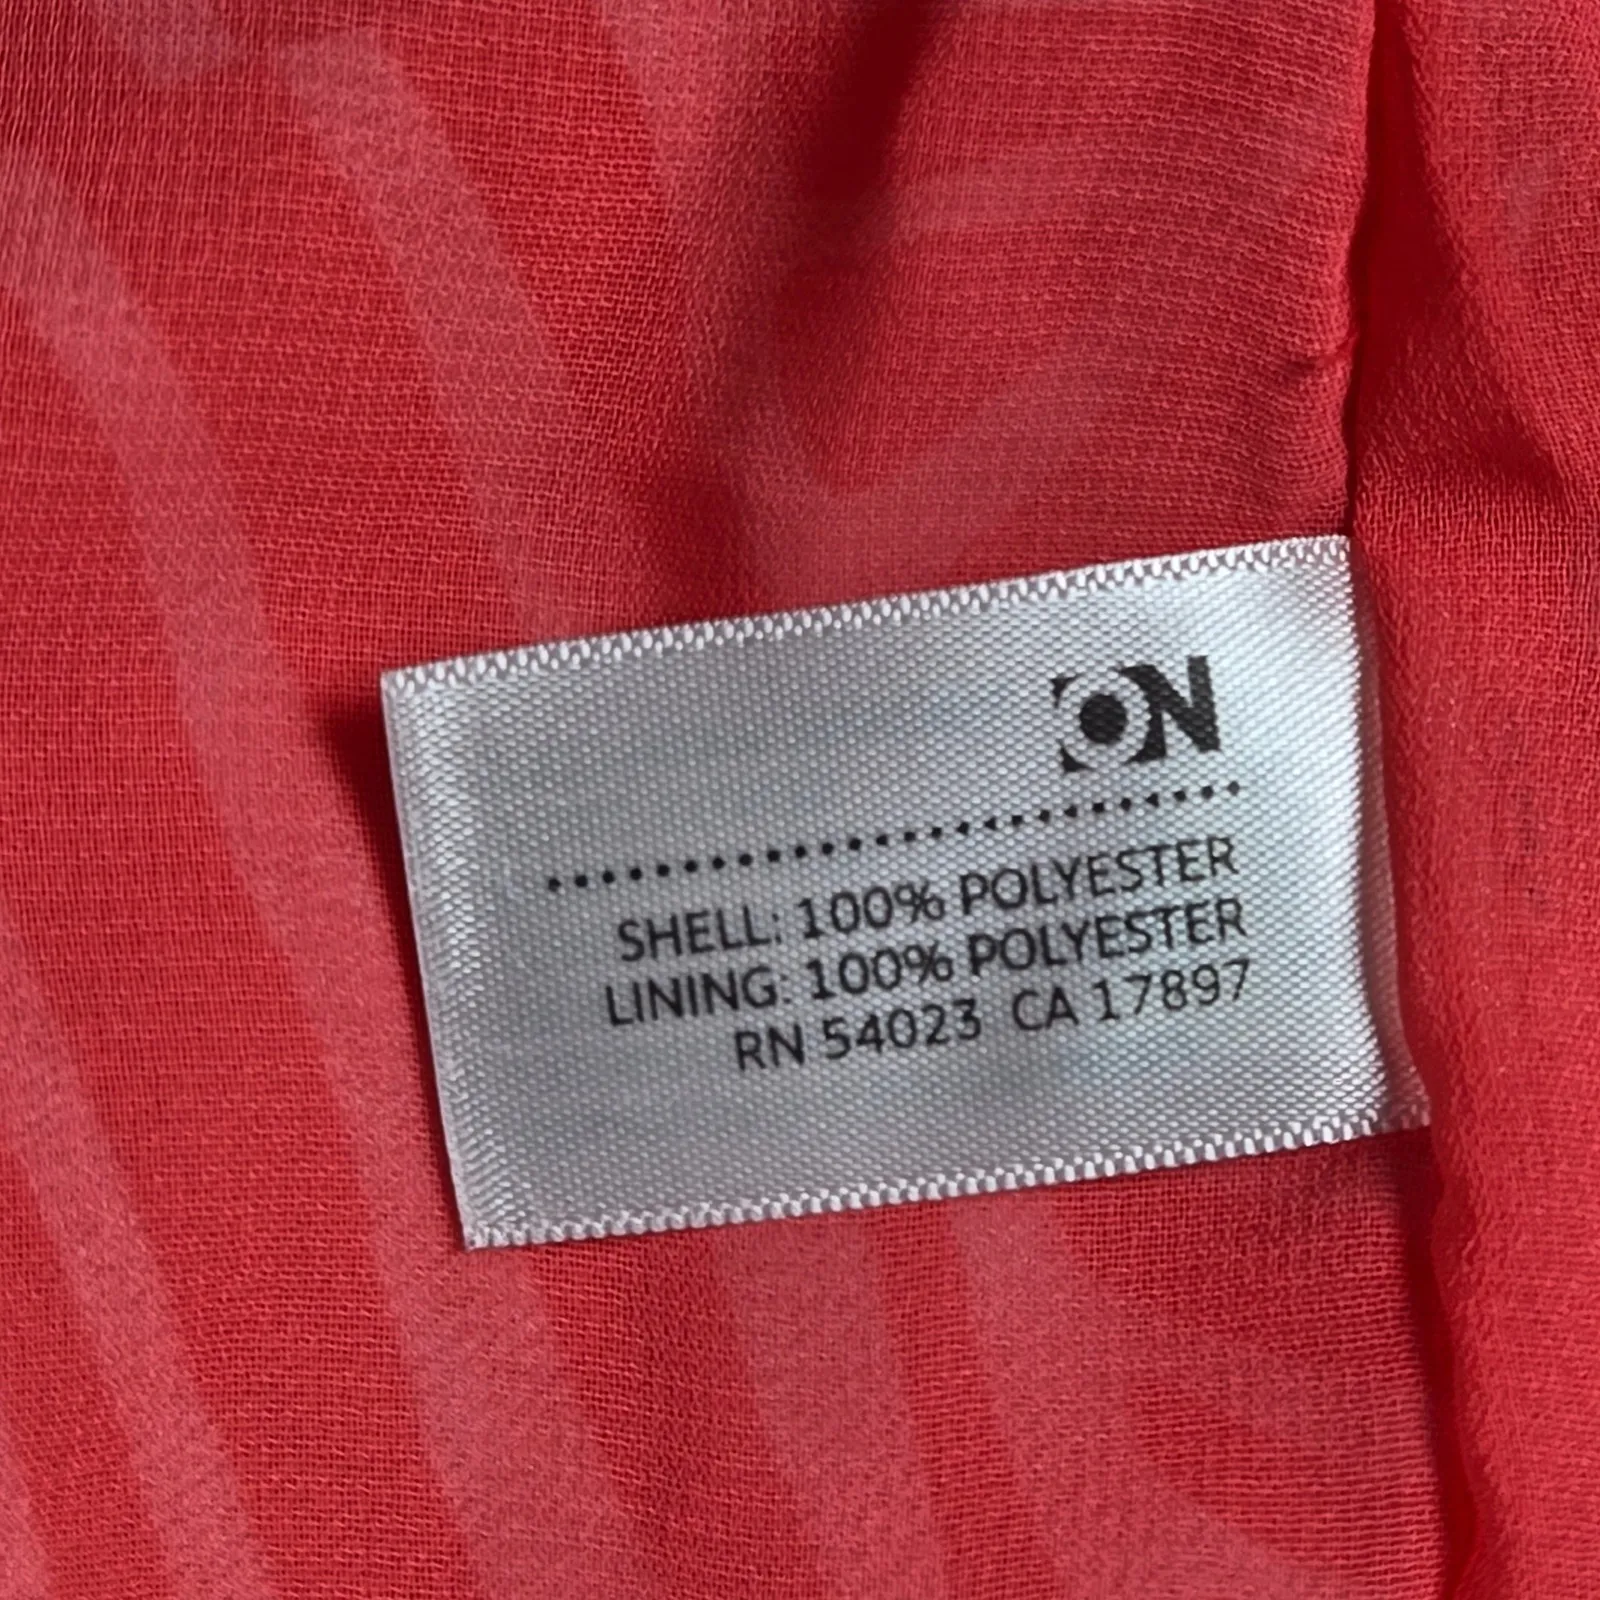 ON
SHELL: 100% POLYESTER
LINING: 100% POLYESTER
RN 54023 CA 17897